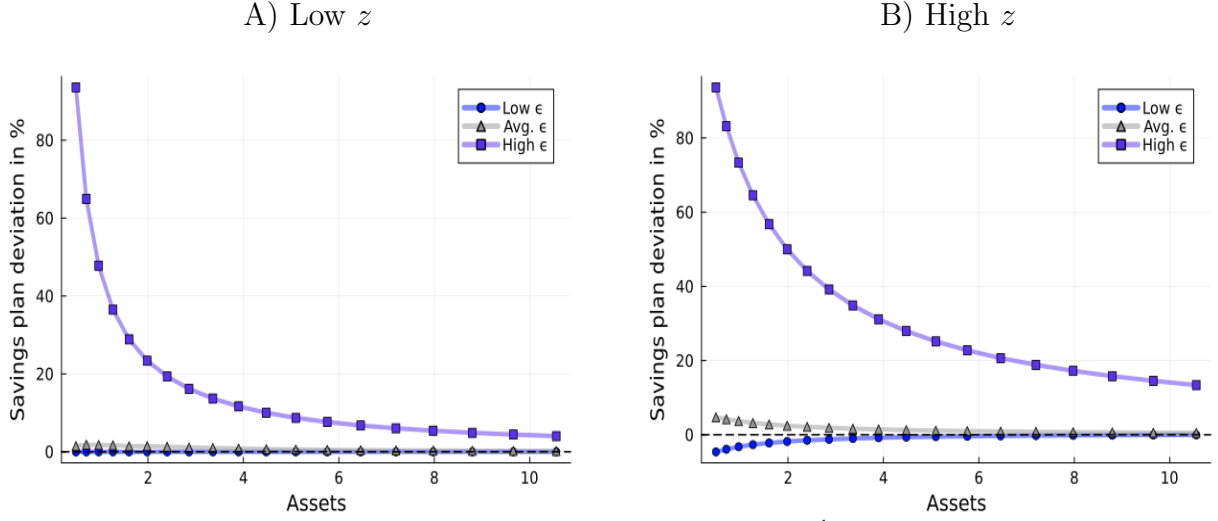 A) Low z
B) High z
Savings plan deviation in %
80
60
40
20
0
2
4
6
8
10
Assets
Low ϵ
Avg. ϵ
High ϵ
Savings plan deviation in %
80
60
40
20
0
2
4
6
8
10
Assets
Low ϵ
Avg. ϵ
High ϵ